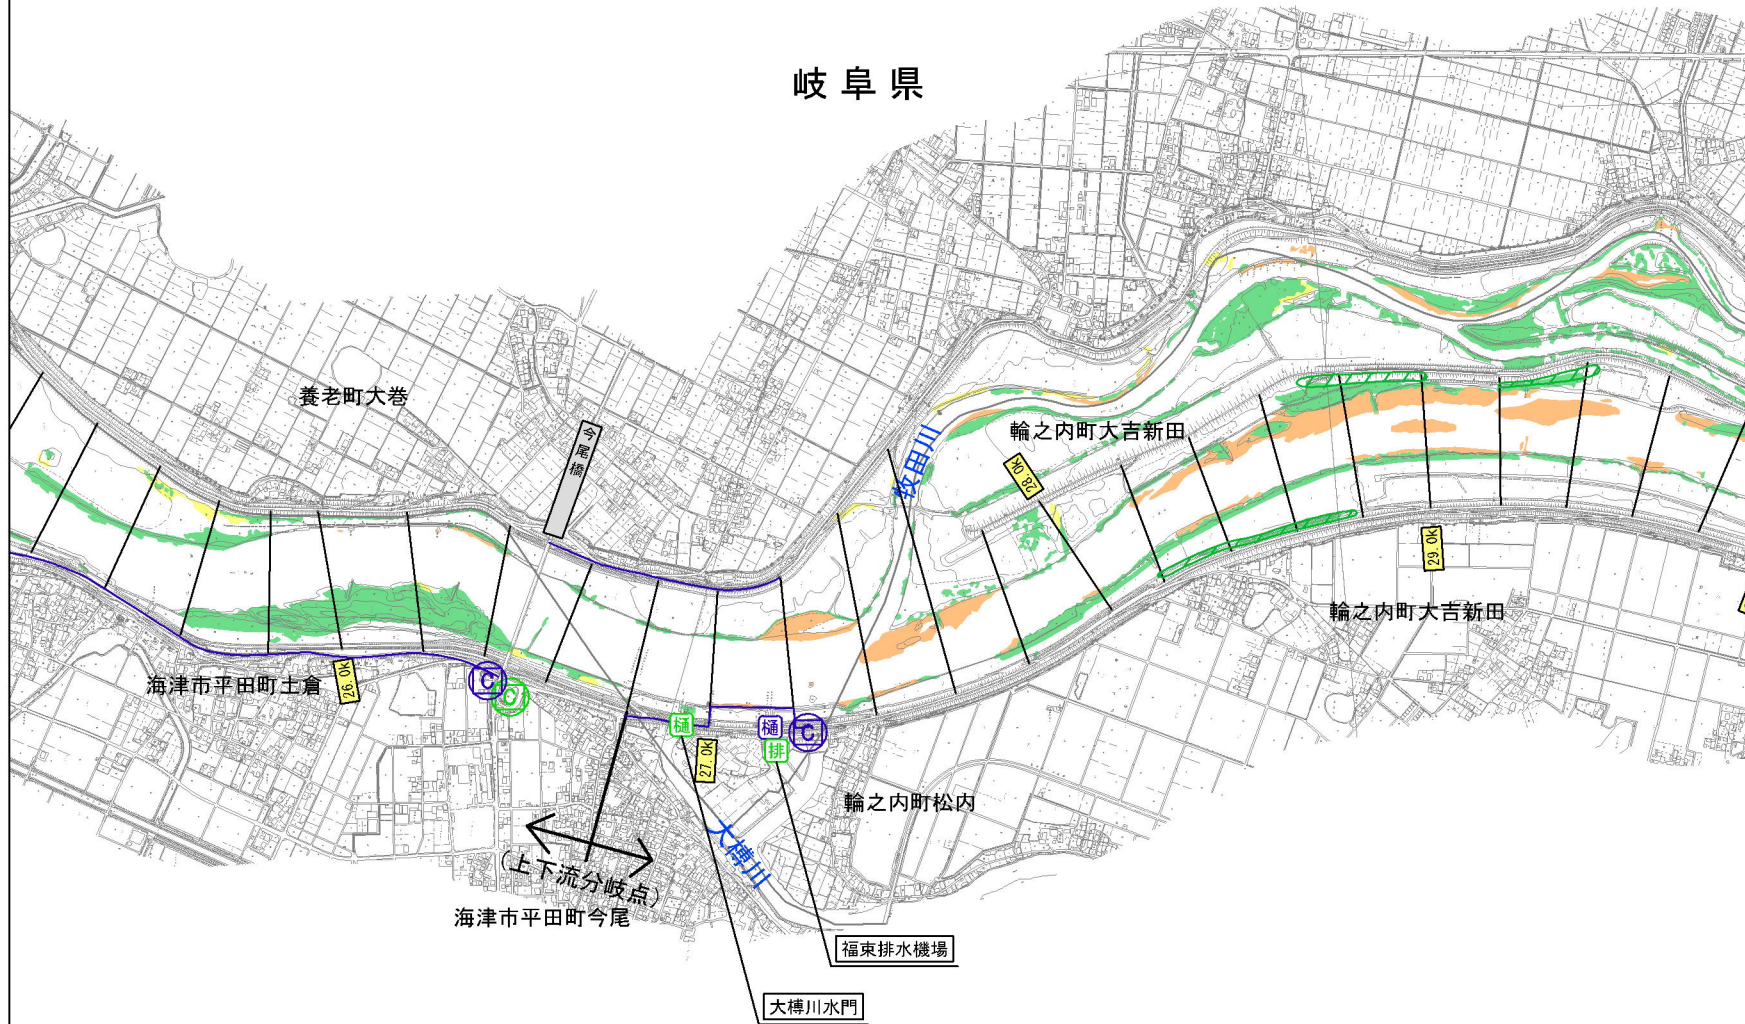 岐阜県
養老町大巻
今尾橋
牧田川
輪之内町大吉新田
28.0K
29.0K
輪之内町大吉新田
海津市平田町土倉
26.0K
C
C
樋
樋
C
排
27.0K
輪之内町松内
大榑川
(上下流分岐点)
海津市平田町今尾
福束排水機場
大榑川水門